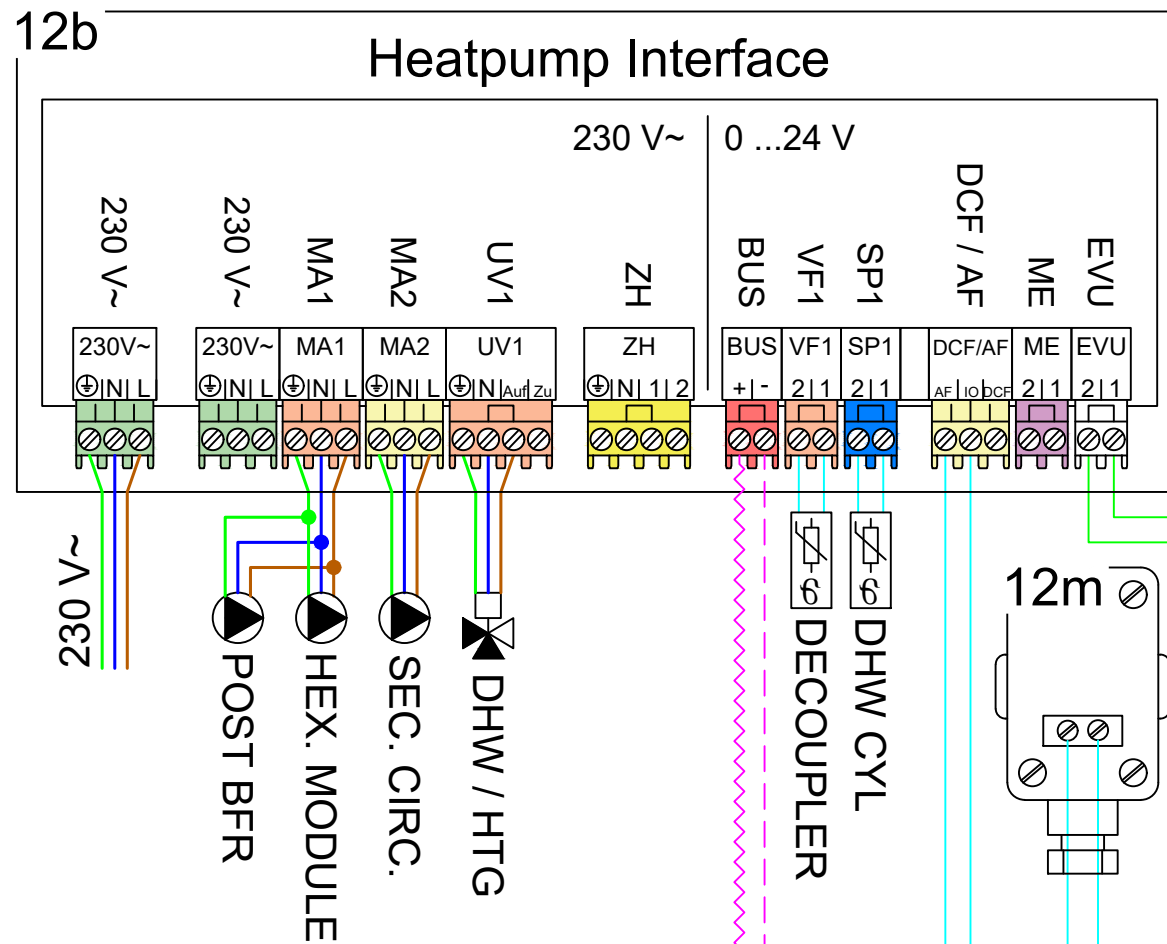 12b
Heatpump Interface
230 V~ 0 ...24 V
230 V~
230 V~
MA1
MA2
UV1
ZH
BUS
VF1
SP1
DCF / AF
ME
EVU
230V~ 230V~ MA1 MA2 UV1 ZH BUS VF1 SP1 DCF/AF ME EVU
N L N L N L N L N Auf Zu N 1 2 + - 2 1 2 1 AF IO DCF 2 1 2 1
230 V~
POST BFR
HEX. MODULE
SEC. CIRC.
DHW / HTG
ϑ
DECOUPLER
ϑ
DHW CYL
12m